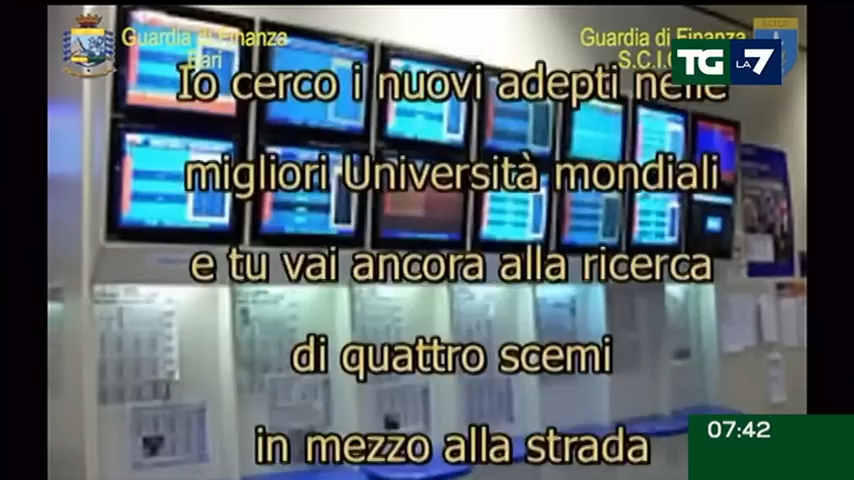 Guardia di Finanza
Bari
Guardia di Finanza
S.C.I.C.
TG LA7
Io cerco i nuovi adepti nelle
migliori Università mondiali
e tu vai ancora alla ricerca
di quattro scemi
in mezzo alla strada
07:42